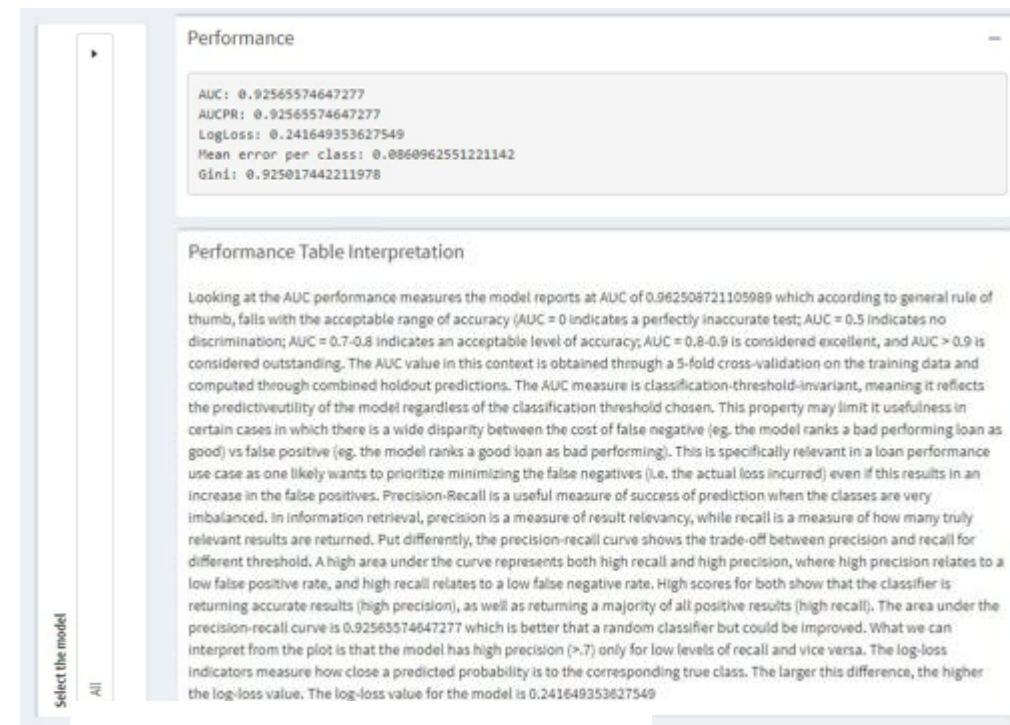 Performance
AUC: 0.92565574647277
AUCPR: 0.92565574647277
LogLoss: 0.241649353627549
Mean error per class: 0.0860962551221142
Gini: 0.925017442211978
Performance Table Interpretation
Looking at the AUC performance measures the model reports at AUC of 0.962508721105989 which according to general rule of
thumb, falls with the acceptable range of accuracy (AUC = 0 indicates a perfectly inaccurate test; AUC = 0.5 indicates no
discrimination; AUC = 0.7-0.8 indicates an acceptable level of accuracy; AUC = 0.8-0.9 is considered excellent, and AUC > 0.9 is
considered outstanding. The AUC value in this context is obtained through a 5-fold cross-validation on the training data and
computed through combined holdout predictions. The AUC measure is classification-threshold-invariant, meaning it reflects
the predictiveutility of the model regardless of the classification threshold chosen. This property may limit it usefulness in
certain cases in which there is a wide disparity between the cost of false negative (eg. the model ranks a bad performing loan as
good) vs false positive (eg. the model ranks a good loan as bad performing). This is specifically relevant in a loan performance
use case as one likely wants to prioritize minimizing the false negatives (i.e. the actual loss incurred) even if this results in an
increase in the false positives. Precision-Recall is a useful measure of success of prediction when the classes are very
imbalanced. In information retrieval, precision is a measure of result relevancy, while recall is a measure of how many truly
relevant results are returned. Put differently, the precision-recall curve shows the trade-off between precision and recall for
different threshold. A high area under the curve represents both high recall and high precision, where high precision relates to a
low false positive rate, and high recall relates to a low false negative rate. High scores for both show that the classifier is
returning accurate results (high precision), as well as returning a majority of all positive results (high recall). The area under the
precision-recall curve is 0.92565574647277 which is better that a random classifier but could be improved. What we can
interpret from the plot is that the model has high precision (>.7) only for low levels of recall and vice versa. The log-loss
indicators measure how close a predicted probability is to the corresponding true class. The larger this difference, the higher
the log-loss value. The log-loss value for the model is 0.241649353627549
Select the model
All